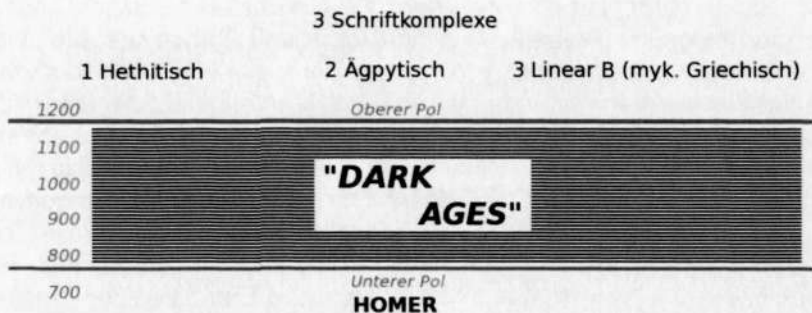 3 Schriftkomplexe
1 Hethitisch 2 Ägpytisch 3 Linear B (myk. Griechisch)
1200 Oberer Pol
1100
1000 "DARK
900 AGES"
800
700 Unterer Pol
HOMER